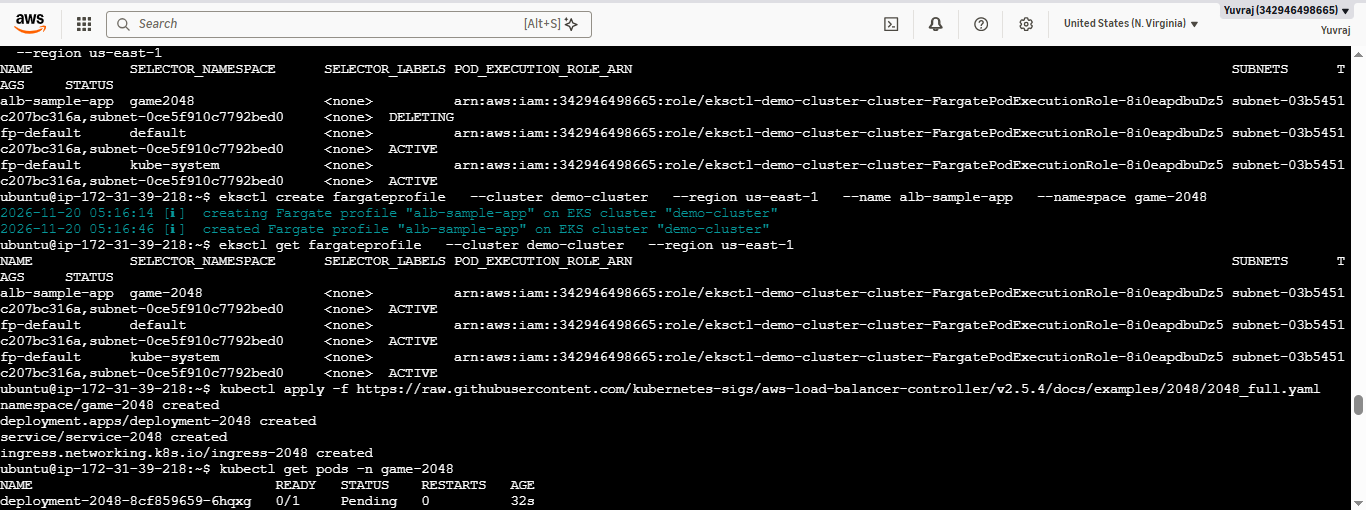 aws
Search
[Alt+S]
United States (N. Virginia)
Yuvraj (342946498665)
Yuvraj
--region us-east-1
NAME SELECTOR_NAMESPACE SELECTOR_LABELS POD_EXECUTION_ROLE_ARN SUBNETS T
AGS STATUS
alb-sample-app game2048 <none> arn:aws:iam::342946498665:role/eksctl-demo-cluster-cluster-FargatePodExecutionRole-8i0eapdbuDz5 subnet-03b5451
c207bc316a,subnet-0ce5f910c7792bed0 <none> DELETING
fp-default default <none> arn:aws:iam::342946498665:role/eksctl-demo-cluster-cluster-FargatePodExecutionRole-8i0eapdbuDz5 subnet-03b5451
c207bc316a,subnet-0ce5f910c7792bed0 <none> ACTIVE
fp-default kube-system <none> arn:aws:iam::342946498665:role/eksctl-demo-cluster-cluster-FargatePodExecutionRole-8i0eapdbuDz5 subnet-03b5451
c207bc316a,subnet-0ce5f910c7792bed0 <none> ACTIVE
ubuntu@ip-172-31-39-218:~$ eksctl create fargateprofile --cluster demo-cluster --region us-east-1 --name alb-sample-app --namespace game-2048
2026-11-20 05:16:14 [ℹ] creating Fargate profile "alb-sample-app" on EKS cluster "demo-cluster"
2026-11-20 05:16:46 [ℹ] created Fargate profile "alb-sample-app" on EKS cluster "demo-cluster"
ubuntu@ip-172-31-39-218:~$ eksctl get fargateprofile --cluster demo-cluster --region us-east-1
NAME SELECTOR_NAMESPACE SELECTOR_LABELS POD_EXECUTION_ROLE_ARN SUBNETS T
AGS STATUS
alb-sample-app game-2048 <none> arn:aws:iam::342946498665:role/eksctl-demo-cluster-cluster-FargatePodExecutionRole-8i0eapdbuDz5 subnet-03b5451
c207bc316a,subnet-0ce5f910c7792bed0 <none> ACTIVE
fp-default default <none> arn:aws:iam::342946498665:role/eksctl-demo-cluster-cluster-FargatePodExecutionRole-8i0eapdbuDz5 subnet-03b5451
c207bc316a,subnet-0ce5f910c7792bed0 <none> ACTIVE
fp-default kube-system <none> arn:aws:iam::342946498665:role/eksctl-demo-cluster-cluster-FargatePodExecutionRole-8i0eapdbuDz5 subnet-03b5451
c207bc316a,subnet-0ce5f910c7792bed0 <none> ACTIVE
ubuntu@ip-172-31-39-218:~$ kubectl apply -f https://raw.githubusercontent.com/kubernetes-sigs/aws-load-balancer-controller/v2.5.4/docs/examples/2048/2048_full.yaml
namespace/game-2048 created
deployment.apps/deployment-2048 created
service/service-2048 created
ingress.networking.k8s.io/ingress-2048 created
ubuntu@ip-172-31-39-218:~$ kubectl get pods -n game-2048
NAME READY STATUS RESTARTS AGE
deployment-2048-8cf859659-6hqxg 0/1 Pending 0 32s